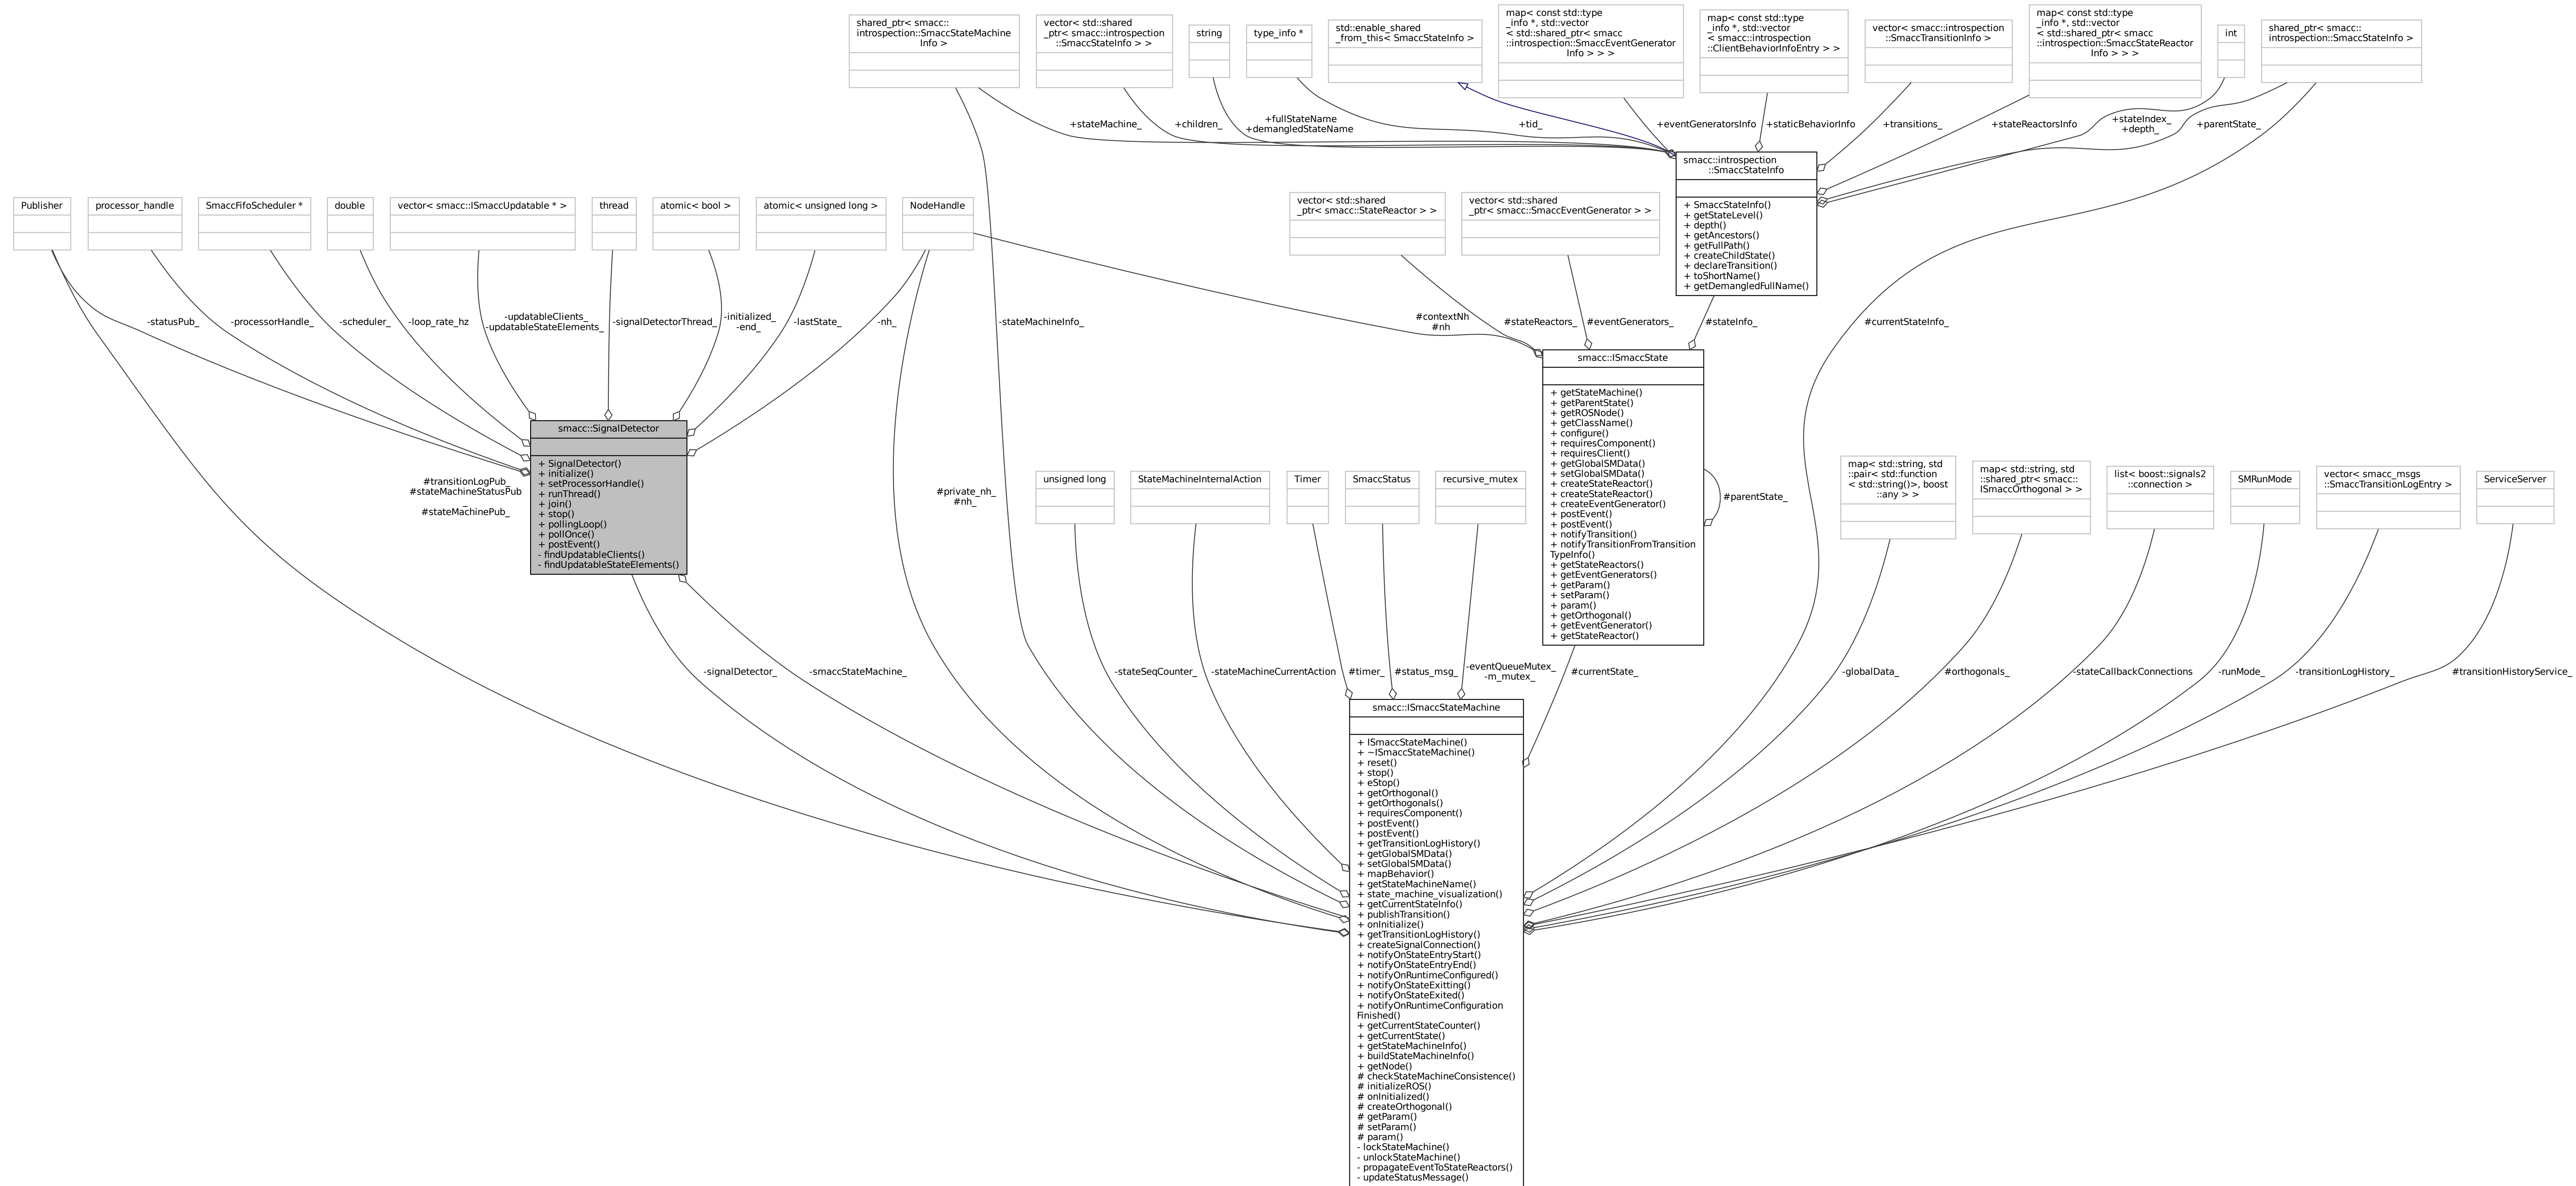 shared_ptr< smacc::
introspection::SmaccStateMachine
Info >
vector< std::shared
_ptr< smacc::introspection
::SmaccStateInfo > >
string
type_info *
std::enable_shared
_from_this< SmaccStateInfo >
map< const std::type
_info *, std::vector
< std::shared_ptr< smacc
::introspection::SmaccEventGenerator
Info > > >
map< const std::type
_info *, std::vector
< smacc::introspection
::ClientBehaviorInfoEntry > >
vector< smacc::introspection
::SmaccTransitionInfo >
map< const std::type
_info *, std::vector
< std::shared_ptr< smacc
::introspection::SmaccStateReactor
Info > > >
int
shared_ptr< smacc::
introspection::SmaccStateInfo >
+stateMachine_
+children_
+fullStateName
+demangledStateName
+tid_
+eventGeneratorsInfo
+staticBehaviorInfo
+transitions_
+stateReactorsInfo
+stateIndex_
+depth_
+parentState_
smacc::introspection
::SmaccStateInfo
+ SmaccStateInfo()
+ getStateLevel()
+ depth()
+ getAncestors()
+ getFullPath()
+ createChildState()
+ declareTransition()
+ toShortName()
+ getDemangledFullName()
Publisher
processor_handle
SmaccFifoScheduler *
double
vector< smacc::ISmaccUpdatable * >
thread
atomic< bool >
atomic< unsigned long >
NodeHandle
vector< std::shared
_ptr< smacc::StateReactor > >
vector< std::shared
_ptr< smacc::SmaccEventGenerator > >
-statusPub_
-processorHandle_
-scheduler_
-loop_rate_hz
-updatableClients_
-updatableStateElements_
-signalDetectorThread_
-initialized_
-end_
-lastState_
-nh_
-stateMachineInfo_
#contextNh
#nh
#stateReactors_
#eventGenerators_
#stateInfo_
#currentStateInfo_
smacc::ISmaccState
+ getStateMachine()
+ getParentState()
+ getROSNode()
+ getClassName()
+ configure()
+ requiresComponent()
+ requiresClient()
+ getGlobalSMData()
+ setGlobalSMData()
+ createStateReactor()
+ createStateReactor()
+ createEventGenerator()
+ postEvent()
+ postEvent()
+ notifyTransition()
+ notifyTransitionFromTransition
TypeInfo()
+ getStateReactors()
+ getEventGenerators()
+ getParam()
+ setParam()
+ param()
+ getOrthogonal()
+ getEventGenerator()
+ getStateReactor()
#parentState_
smacc::SignalDetector
+ SignalDetector()
+ initialize()
+ setProcessorHandle()
+ runThread()
+ join()
+ stop()
+ pollingLoop()
+ pollOnce()
+ postEvent()
- findUpdatableClients()
- findUpdatableStateElements()
#transitionLogPub_
#stateMachineStatusPub
_
#stateMachinePub_
#private_nh_
#nh_
unsigned long
StateMachineInternalAction
Timer
SmaccStatus
recursive_mutex
map< std::string, std
::pair< std::function
< std::string()>, boost
::any > >
map< std::string, std
::shared_ptr< smacc::
ISmaccOrthogonal > >
list< boost::signals2
::connection >
SMRunMode
vector< smacc_msgs
::SmaccTransitionLogEntry >
ServiceServer
-signalDetector_
-smaccStateMachine_
-stateSeqCounter_
-stateMachineCurrentAction
#timer_
#status_msg_
-eventQueueMutex_
-m_mutex_
#currentState_
-globalData_
#orthogonals_
-stateCallbackConnections
-runMode_
-transitionLogHistory_
#transitionHistoryService_
smacc::ISmaccStateMachine
+ ISmaccStateMachine()
+ ~ISmaccStateMachine()
+ reset()
+ stop()
+ eStop()
+ getOrthogonal()
+ getOrthogonals()
+ requiresComponent()
+ postEvent()
+ postEvent()
+ getTransitionLogHistory()
+ getGlobalSMData()
+ setGlobalSMData()
+ mapBehavior()
+ getStateMachineName()
+ state_machine_visualization()
+ getCurrentStateInfo()
+ publishTransition()
+ onInitialize()
+ getTransitionLogHistory()
+ createSignalConnection()
+ notifyOnStateEntryStart()
+ notifyOnStateEntryEnd()
+ notifyOnRuntimeConfigured()
+ notifyOnStateExitting()
+ notifyOnStateExited()
+ notifyOnRuntimeConfiguration
Finished()
+ getCurrentStateCounter()
+ getCurrentState()
+ getStateMachineInfo()
+ buildStateMachineInfo()
+ getNode()
# checkStateMachineConsistence()
# initializeROS()
# onInitialized()
# createOrthogonal()
# getParam()
# setParam()
# param()
- lockStateMachine()
- unlockStateMachine()
- propagateEventToStateReactors()
- updateStatusMessage()